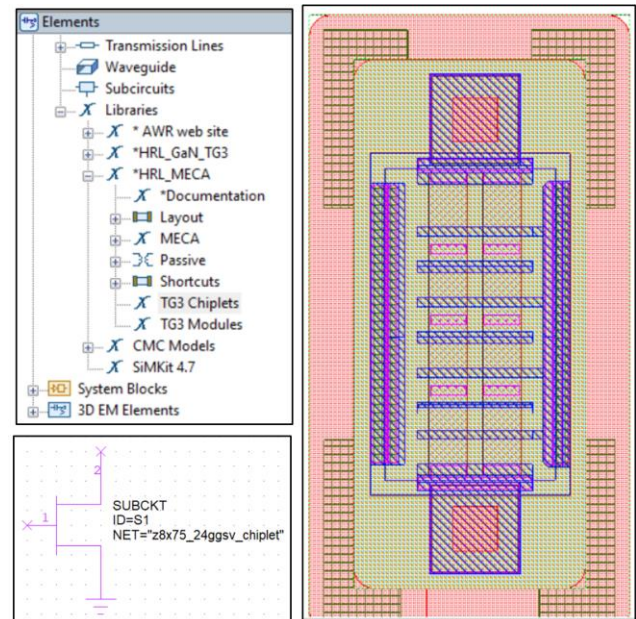 Elements
Transmission Lines
Waveguide
Subcircuits
Libraries
* AWR web site
*HRL_GaN_TG3
*HRL_MECA
*Documentation
Layout
MECA
Passive
Shortcuts
TG3 Chiplets
TG3 Modules
CMC Models
SiMKit 4.7
System Blocks
3D EM Elements
2
1
SUBCKT
ID=S1
NET="z8x75_24ggsv_chiplet"